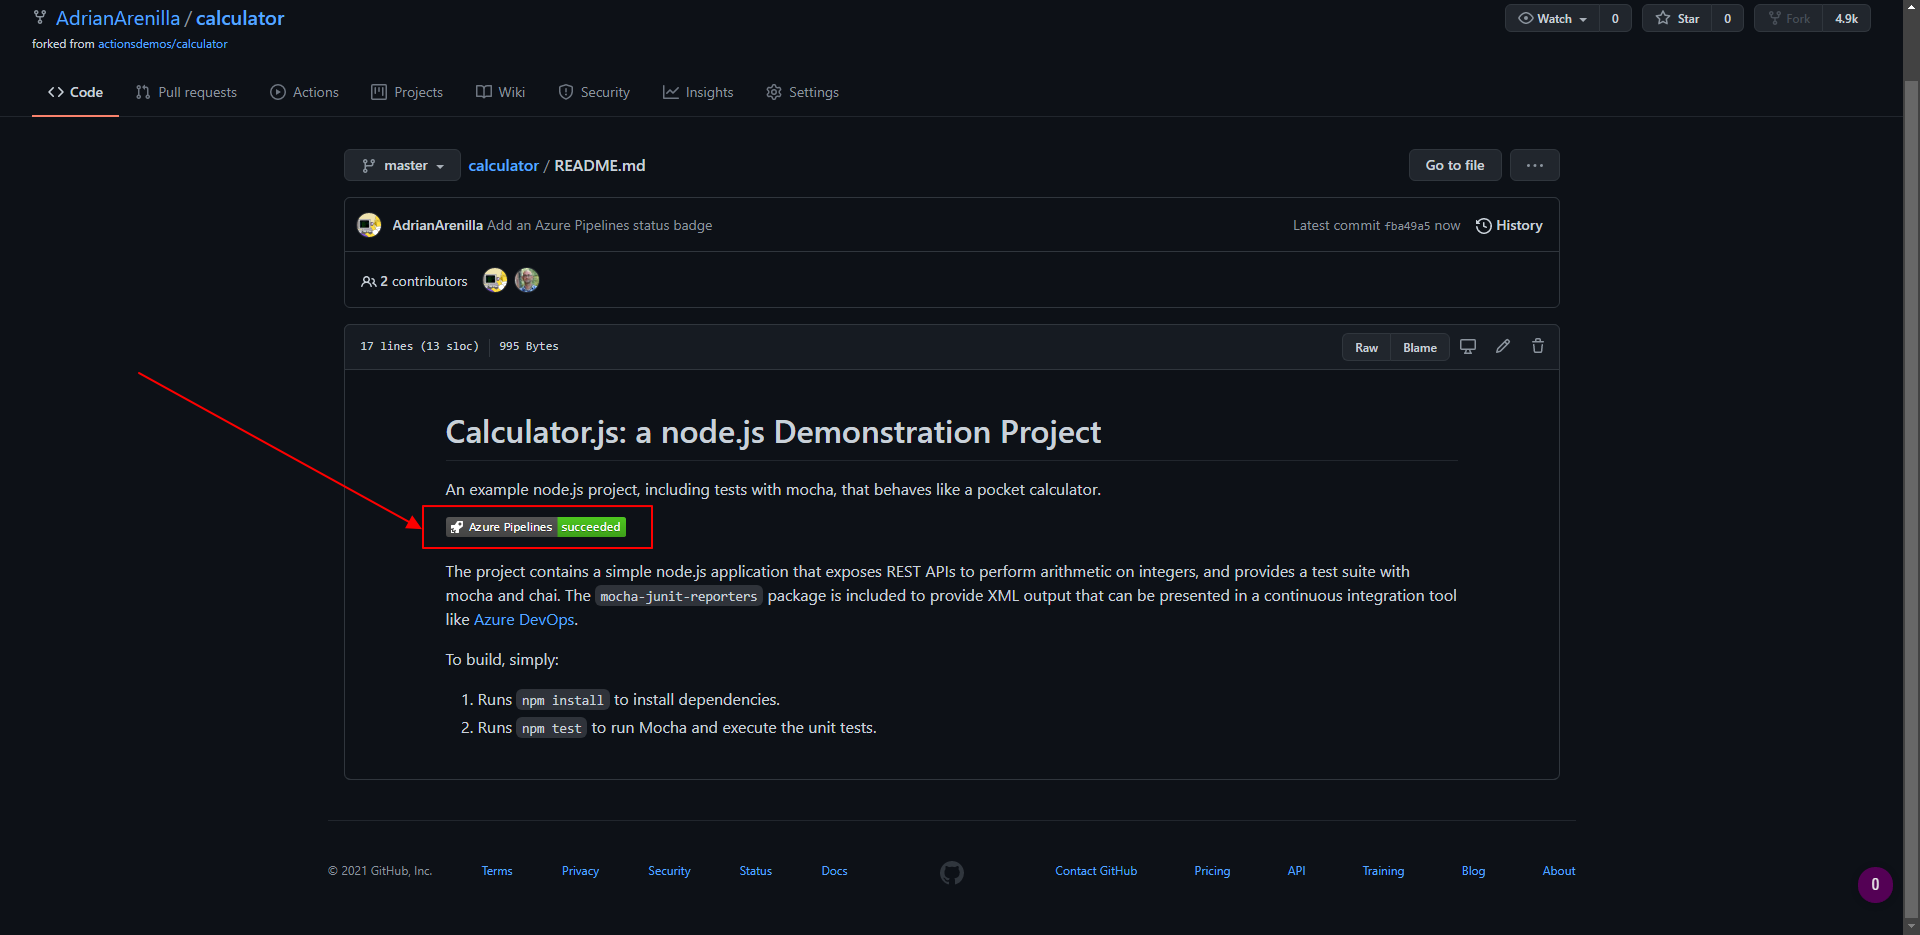 AdrianArenilla / calculator
forked from actionsdemos/calculator
Watch 0 Star 0 Fork 4.9k
Code Pull requests Actions Projects Wiki Security Insights Settings
master calculator / README.md Go to file ...
AdrianArenilla Add an Azure Pipelines status badge Latest commit fba49a5 now History
2 contributors
17 lines (13 sloc) 995 Bytes Raw Blame
Calculator.js: a node.js Demonstration Project
An example node.js project, including tests with mocha, that behaves like a pocket calculator.
Azure Pipelines succeeded
The project contains a simple node.js application that exposes REST APIs to perform arithmetic on integers, and provides a test suite with
mocha and chai. The mocha-junit-reporters package is included to provide XML output that can be presented in a continuous integration tool
like Azure DevOps.
To build, simply:
1. Runs npm install to install dependencies.
2. Runs npm test to run Mocha and execute the unit tests.
© 2021 GitHub, Inc. Terms Privacy Security Status Docs Contact GitHub Pricing API Training Blog About
0